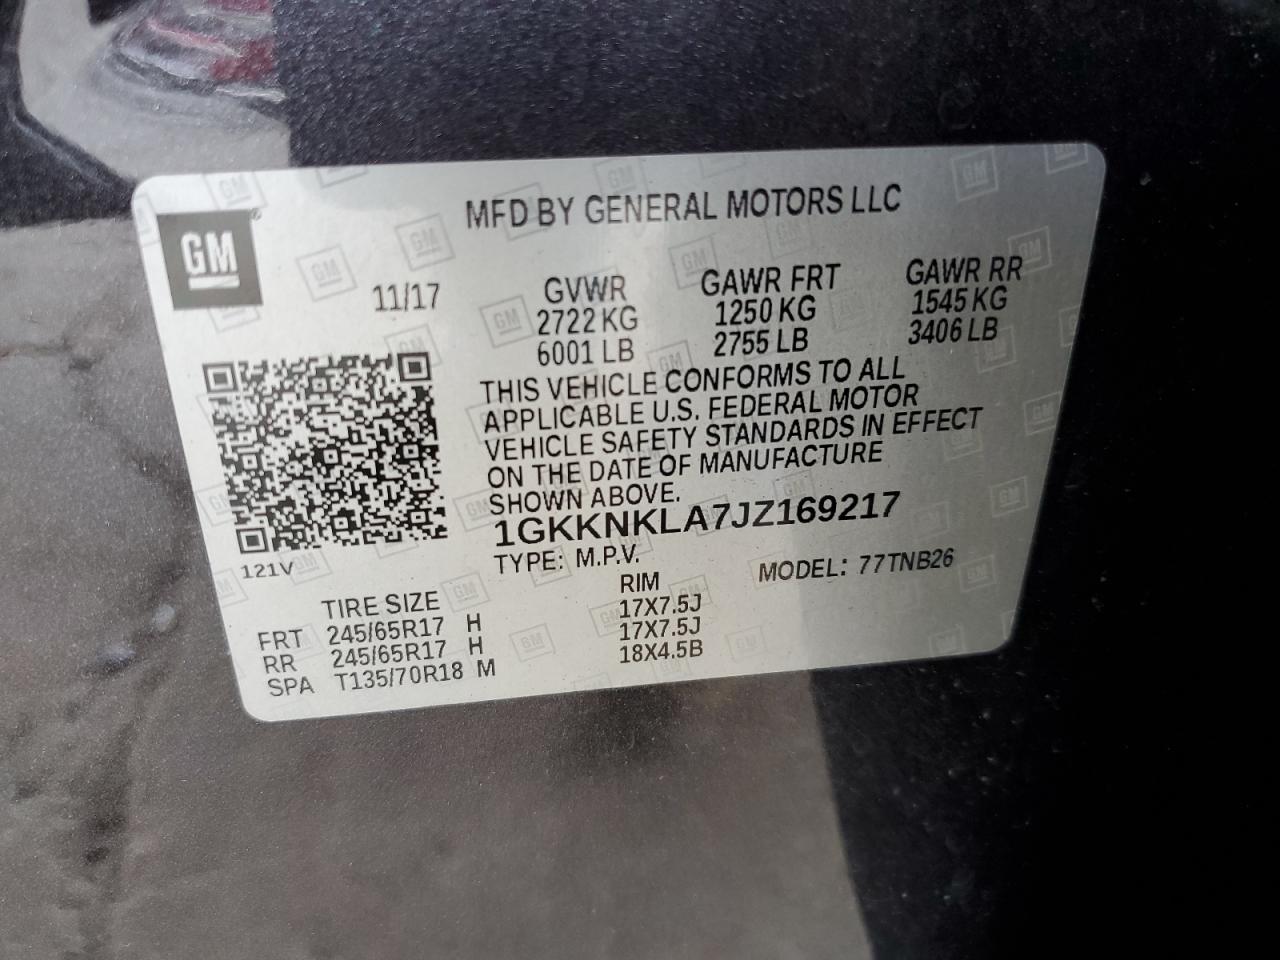 MFD BY GENERAL MOTORS LLC
GM
11/17
GVWR GAWR FRT GAWR RR
2722 KG 1250 KG 1545 KG
6001 LB 2755 LB 3406 LB
THIS VEHICLE CONFORMS TO ALL
APPLICABLE U.S. FEDERAL MOTOR
VEHICLE SAFETY STANDARDS IN EFFECT
ON THE DATE OF MANUFACTURE
SHOWN ABOVE.
1GKKNKLA7JZ169217
121V
TYPE: M.P.V. MODEL: 77TNB26
TIRE SIZE RIM
FRT 245/65R17 H 17X7.5J
RR 245/65R17 H 17X7.5J
SPA T135/70R18 M 18X4.5B